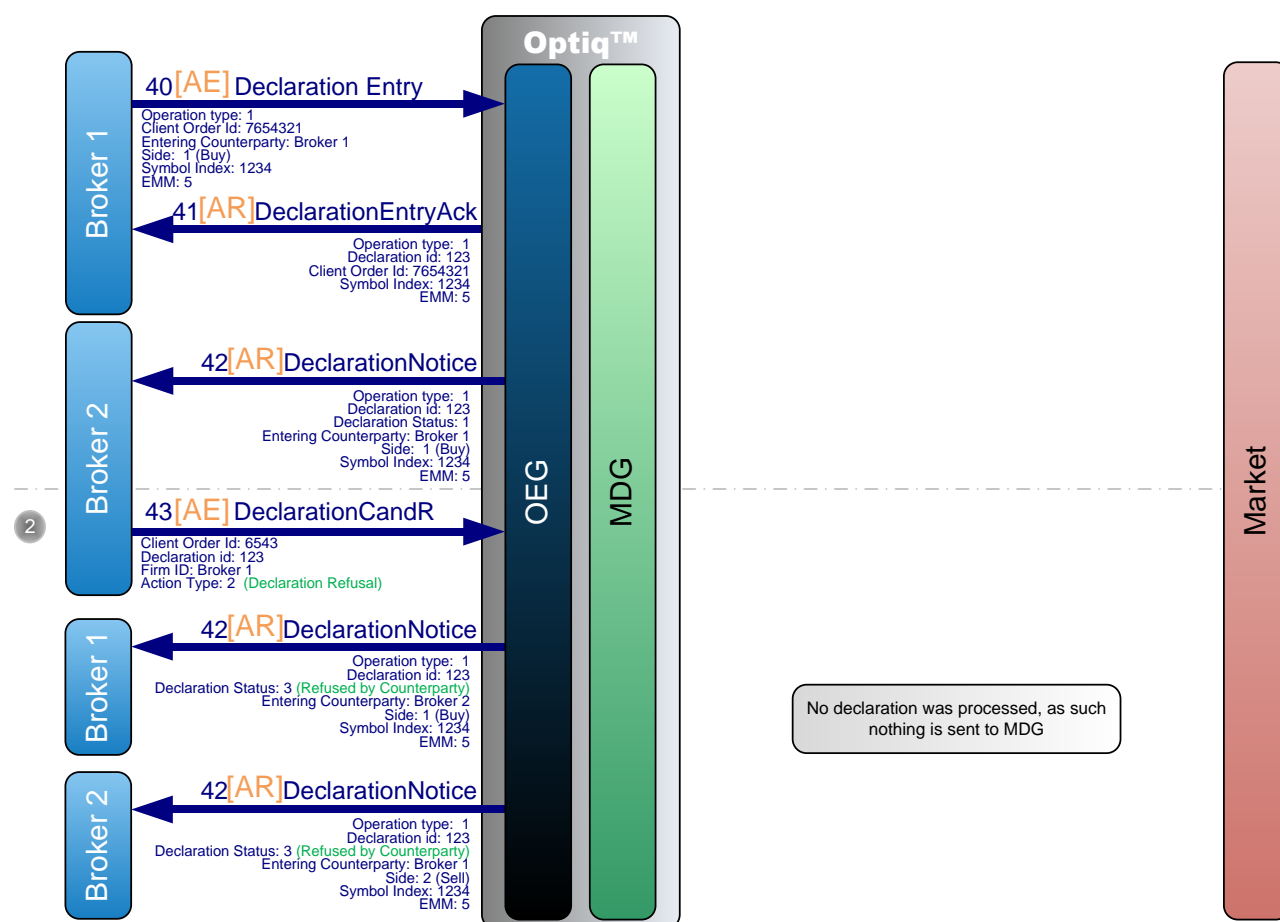 Optiq™
Broker 1
40[AE] Declaration Entry
Operation type: 1
Client Order Id: 7654321
Entering Counterparty: Broker 1
Side: 1 (Buy)
Symbol Index: 1234
EMM: 5
41[AR]DeclarationEntryAck
Operation type: 1
Declaration id: 123
Client Order Id: 7654321
Symbol Index: 1234
EMM: 5
Broker 2
42[AR]DeclarationNotice
Operation type: 1
Declaration id: 123
Declaration Status: 1
Entering Counterparty: Broker 1
Side: 1 (Buy)
Symbol Index: 1234
EMM: 5
OEG
MDG
Market
2
43[AE] DeclarationCandR
Client Order Id: 6543
Declaration id: 123
Firm ID: Broker 1
Action Type: 2 (Declaration Refusal)
Broker 1
42[AR]DeclarationNotice
Operation type: 1
Declaration id: 123
Declaration Status: 3 (Refused by Counterparty)
Entering Counterparty: Broker 2
Side: 1 (Buy)
Symbol Index: 1234
EMM: 5
No declaration was processed, as such
nothing is sent to MDG
Broker 2
42[AR]DeclarationNotice
Operation type: 1
Declaration id: 123
Declaration Status: 3 (Refused by Counterparty)
Entering Counterparty: Broker 1
Side: 2 (Sell)
Symbol Index: 1234
EMM: 5